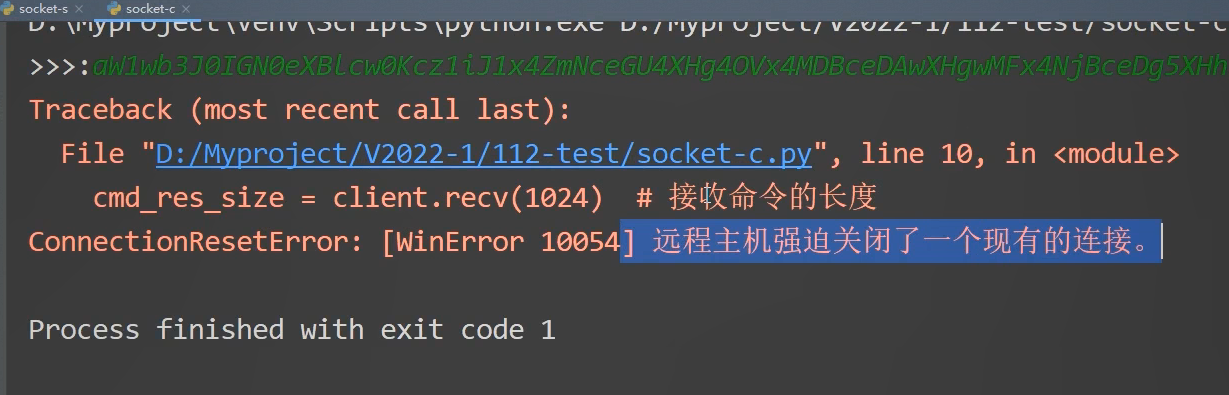 socket-s
socket-c
D:\Myproject\venv\Scripts\python.exe D:/Myproject/V2022-1/112-test/socket-c
>>>:aW1wb3J0IGN0eXBlcw0Kcz1iJ1x4ZmNceGU4XHg4OVx4MDBceDAwXHgwMFx4NjBceDg5XHh
Traceback (most recent call last):
  File "D:/Myproject/V2022-1/112-test/socket-c.py", line 10, in <module>
    cmd_res_size = client.recv(1024)  # 接收命令的长度
ConnectionResetError: [WinError 10054] 远程主机强迫关闭了一个现有的连接。
Process finished with exit code 1